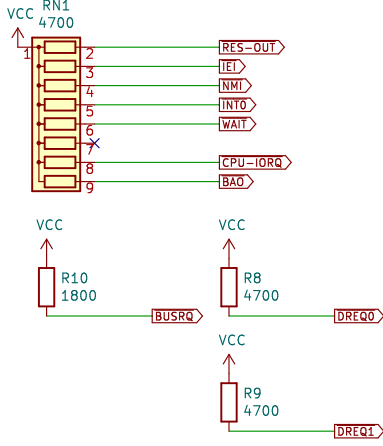 RN1
VCC 4700
1
2 RES-OUT
3 IEI
4 NMI
5 INT0
6 WAIT
7
8 CPU-IORQ
9 BAO
VCC VCC
R10 R8
1800 4700
BUSRQ DREQ0
VCC
R9
4700
DREQ1